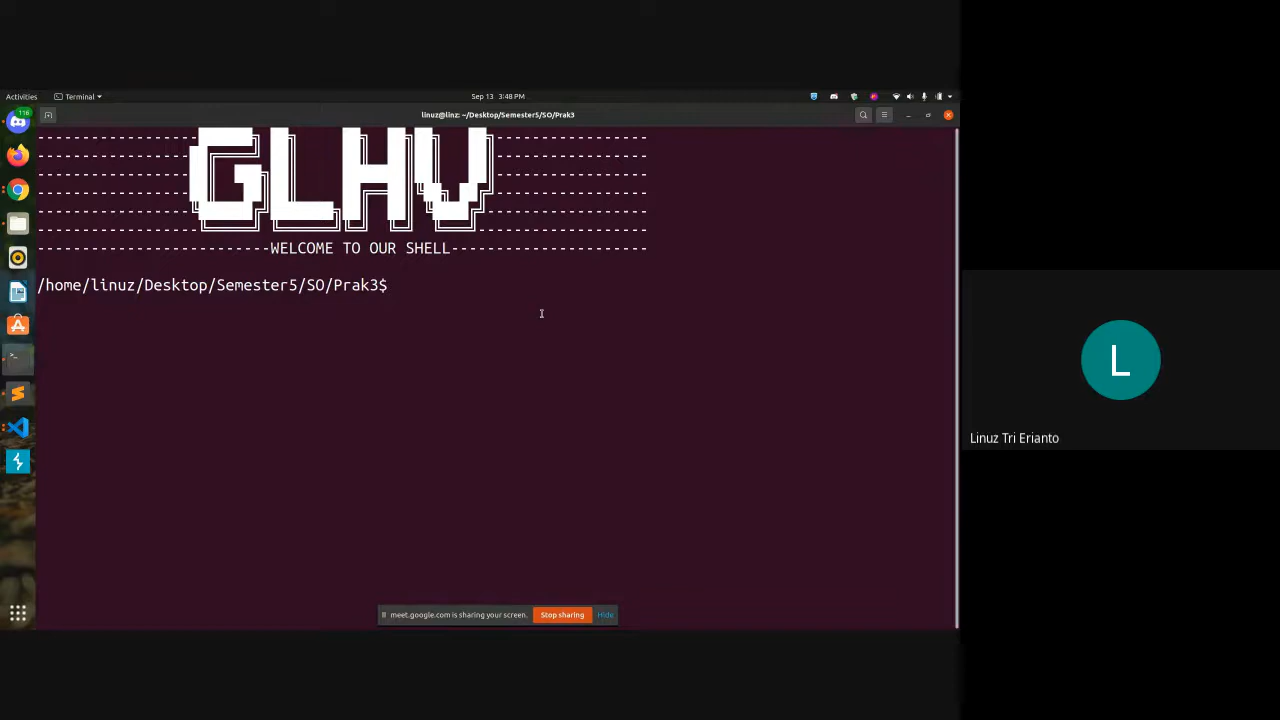 Activities
Terminal
Sep 13 3:48 PM
116
linuz@linz: ~/Desktop/Semester5/SO/Prak3
GLHV
--------------------------WELCOME TO OUR SHELL----------------------
/home/linuz/Desktop/Semester5/SO/Prak3$
L
Linuz Tri Erianto
meet.google.com is sharing your screen.
Stop sharing
Hide